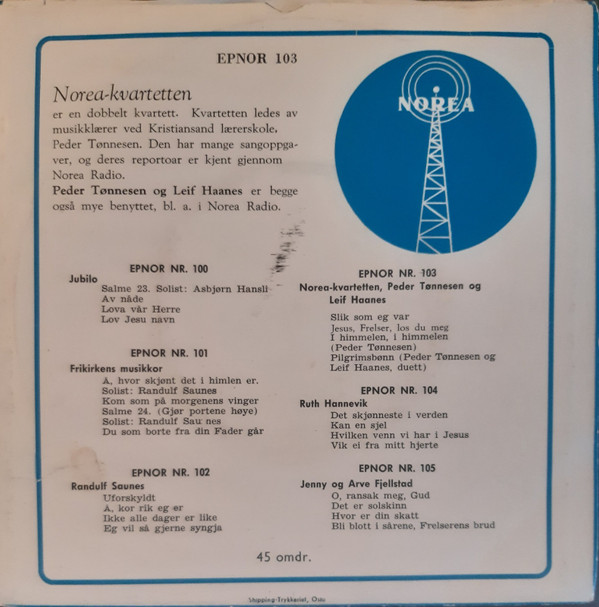 EPNOR 103
NOREA
Norea-kvartetten
er en dobbelt kvartett. Kvartetten ledes av
musikklærer ved Kristiansand lærerskole,
Peder Tønnesen. Den har mange sangoppga-
ver, og deres reportoar er kjent gjennom
Norea Radio.
Peder Tønnesen og Leif Haanes er begge
også mye benyttet, bl. a. i Norea Radio.
EPNOR NR. 100
Jubilo
Salme 23. Solist: Asbjørn Hansli
Av nåde
Lova vår Herre
Lov Jesu navn
EPNOR NR. 101
Frikirkens musikkor
A, hvor skjønt det i himlen er.
Solist: Randulf Saunes
Kom som på morgenens vinger
Salme 24. (Gjør portene høye)
Solist: Randulf Sau nes
Du som borte fra din Fader går
EPNOR NR. 102
Randulf Saunes
Uforskyldt
A, kor rik eg er
Ikke alle dager er like
Eg vil så gjerne syngja
EPNOR NR. 103
Norea-kvartetten, Peder Tønnesen og
Leif Haanes
Slik som eg var
Jesus, Frelser, los du meg
I himmelen, i himmelen
(Peder Tønnesen)
Pilgrimsbønn (Peder Tønnesen og
Leif Haanes, duett)
EPNOR NR. 104
Ruth Hannevik
Det skjønneste i verden
Kan en sjel
Hvilken venn vi har i Jesus
Vik ei fra mitt hjerte
EPNOR NR. 105
Jenny og Arve Fjellstad
O, ransak meg, Gud
Det er solskinn
Hvor er din skatt
Bli blott i sårene, Frelserens brud
45 omdr.
Shopping-Trykkeriet, Oslo